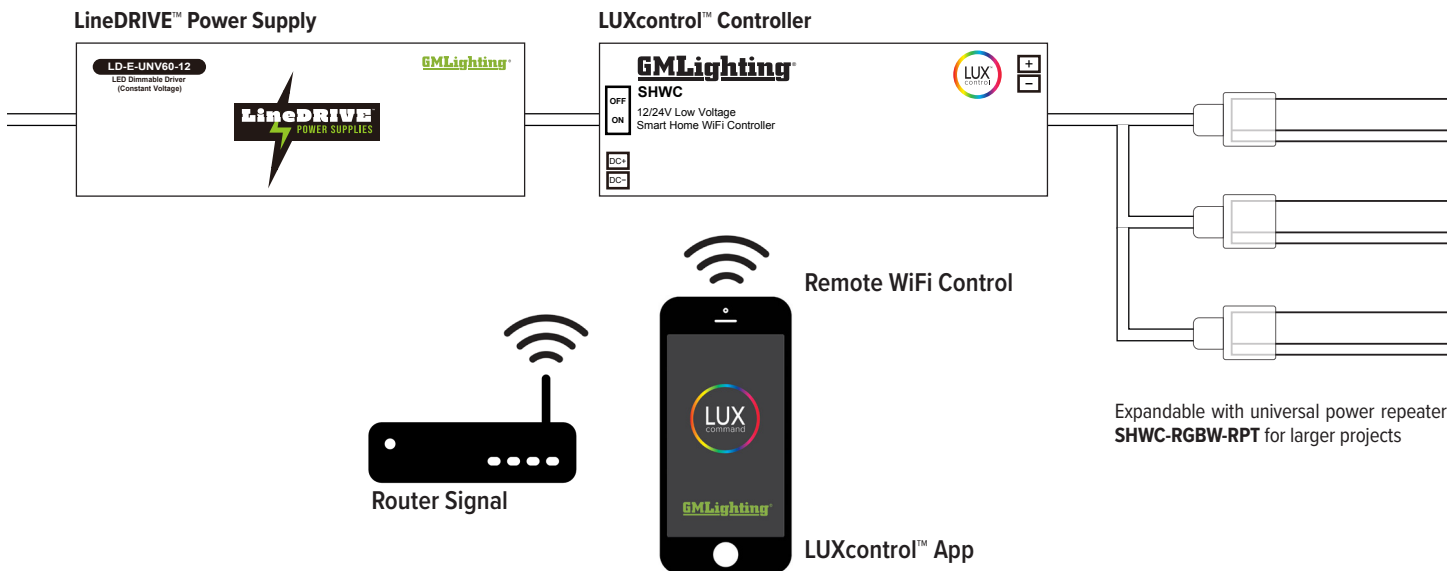 LineDRIVE™ Power Supply
LD-E-UNV60-12
LED Dimmable Driver
(Constant Voltage)
GMLighting®
LineDRIVE™
POWER SUPPLIES
LUXcontrol™ Controller
OFF
ON
GMLighting®
SHWC
12/24V Low Voltage
Smart Home WiFi Controller
DC+
DC−
LUX™
control
+
−
Remote WiFi Control
LUX
command
GMLighting®
Router Signal
LUXcontrol™ App
Expandable with universal power repeater
SHWC-RGBW-RPT for larger projects